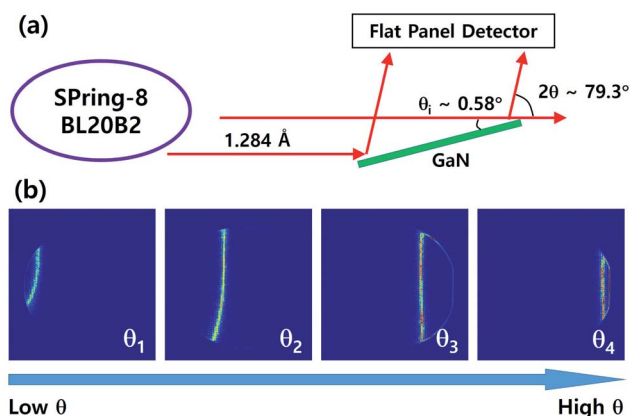 (a)
Flat Panel Detector
SPring-8
BL20B2
θi ~ 0.58°
2θ ~ 79.3°
1.284 Å
GaN
(b)
θ1
θ2
θ3
θ4
Low θ
High θ